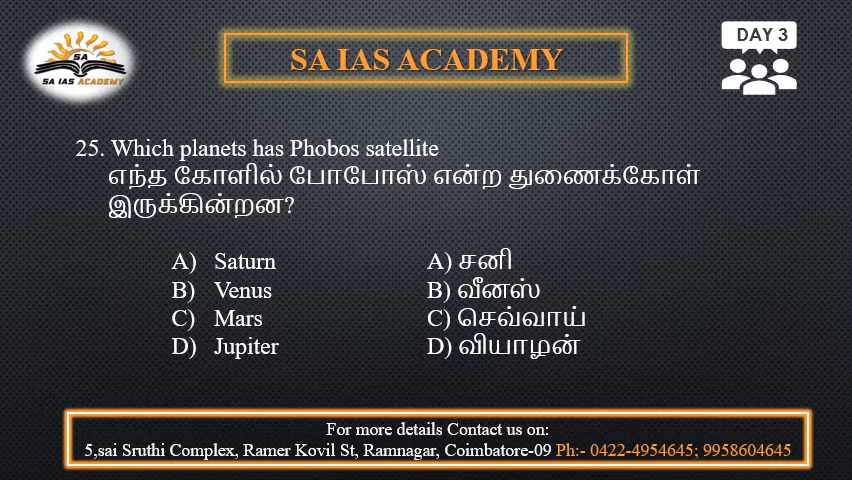 SA
SA IAS ACADEMY
SA IAS ACADEMY
DAY 3
25. Which planets has Phobos satellite
எந்த கோளில் போபோஸ் என்ற துணைக்கோள்
இருக்கின்றன?
A) Saturn A) சனி
B) Venus B) வீனஸ்
C) Mars C) செவ்வாய்
D) Jupiter D) வியாழன்
For more details Contact us on:
5,sai Sruthi Complex, Ramer Kovil St, Ramnagar, Coimbatore-09 Ph:- 0422-4954645; 9958604645